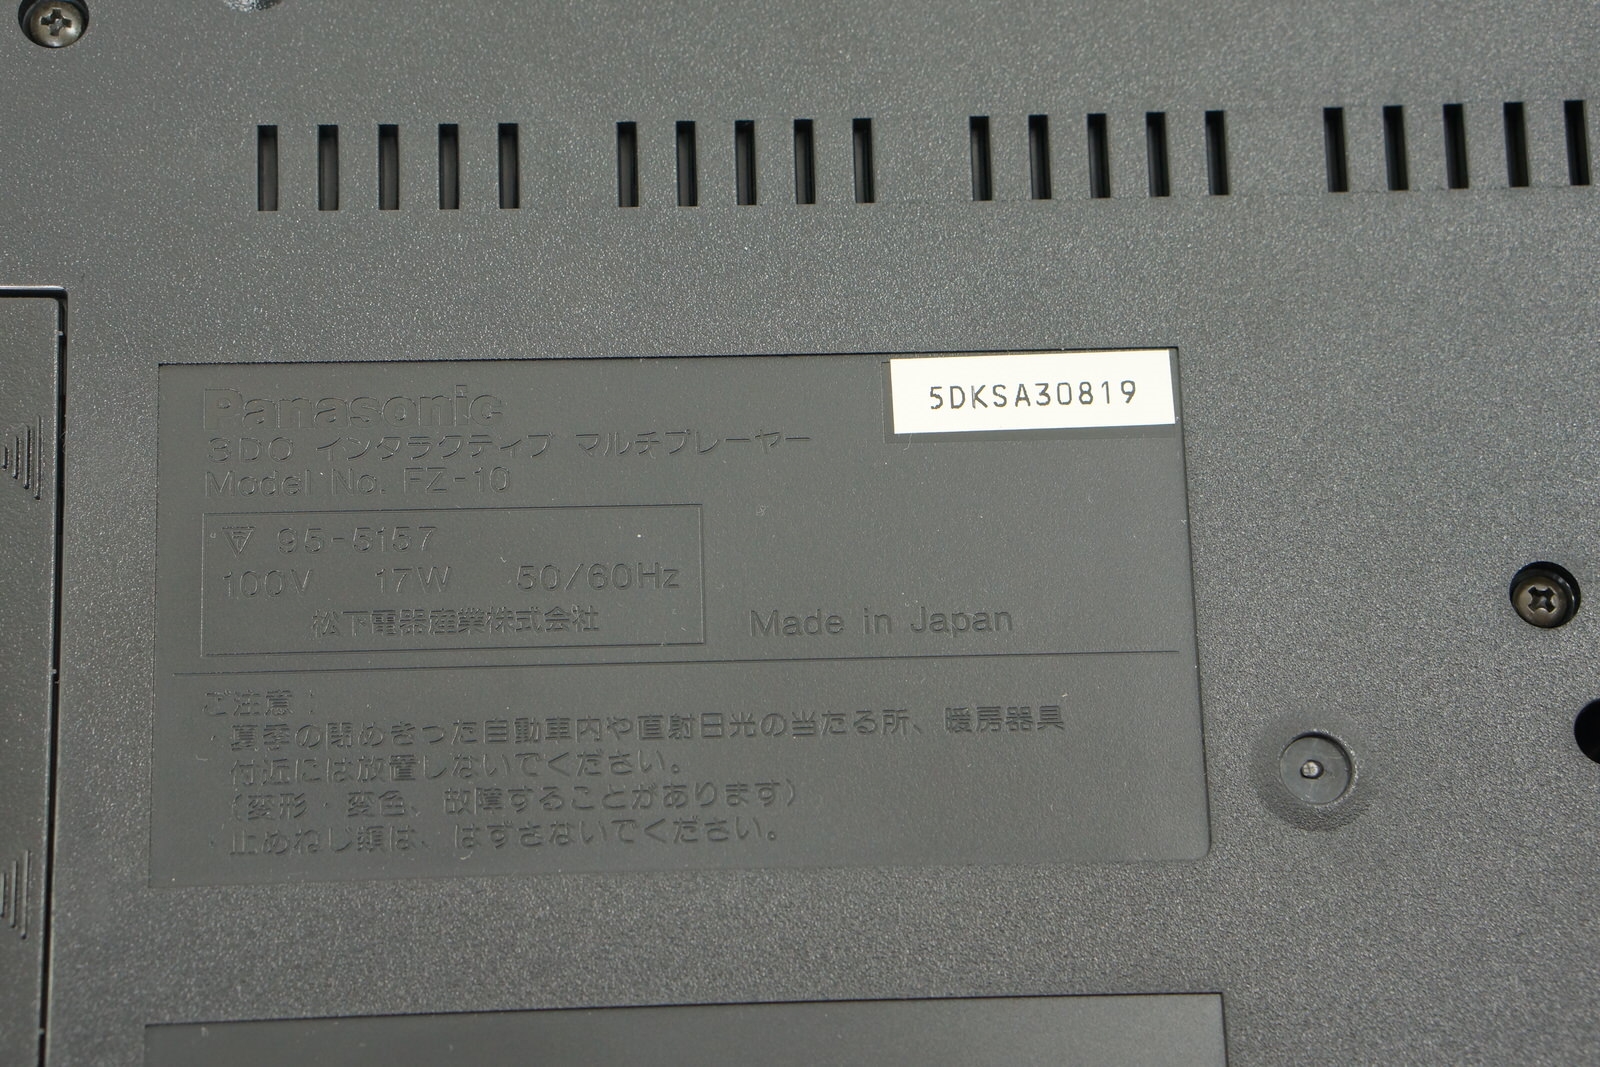 5DKSA30819
Panasonic
3DO インタラクティブ マルチプレーヤー
Model No. FZ-10
▽〒 95-5157
100V 17W 50/60Hz
松下電器産業株式会社
Made in Japan
ご注意:
・夏季の閉めきった自動車内や直射日光の当たる所、暖房器具
付近には放置しないでください。
(変形・変色、故障することがあります)
・止めねじ類は、はずさないでください。